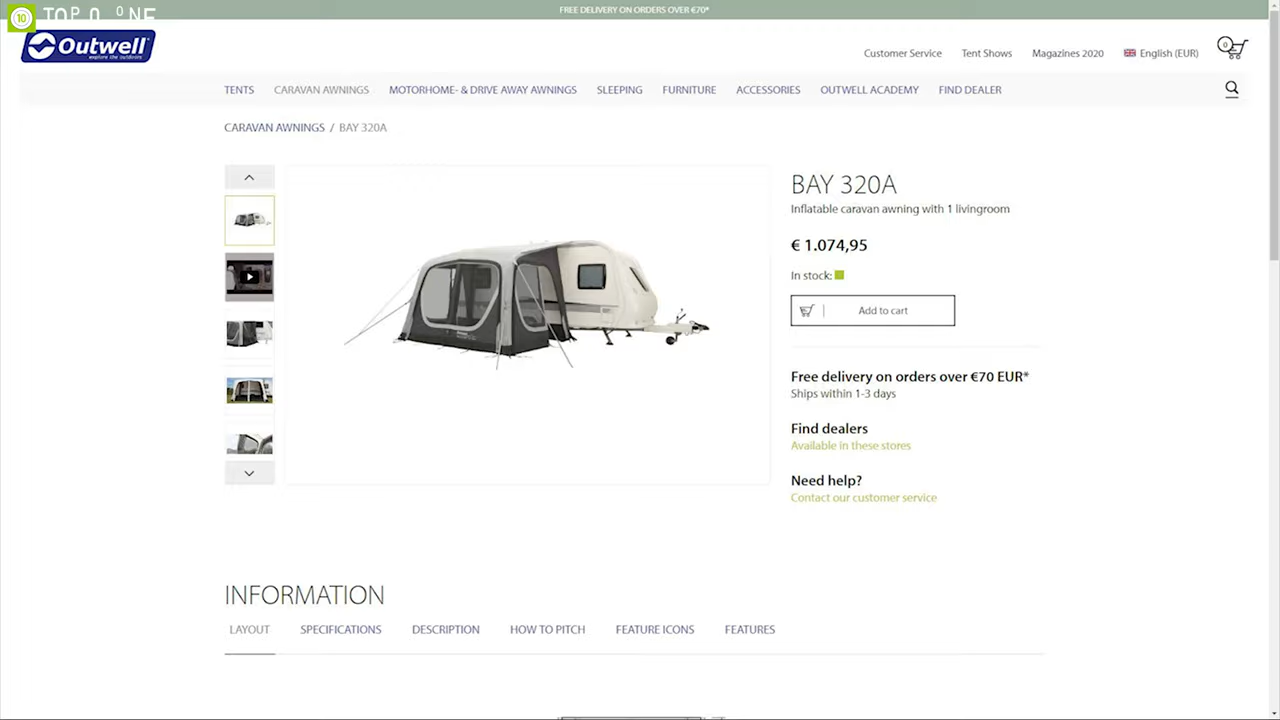 FREE DELIVERY ON ORDERS OVER €70*
10
Outwell
explore the outdoors
Customer Service
Tent Shows
Magazines 2020
English (EUR)
0
TENTS
CARAVAN AWNINGS
MOTORHOME- & DRIVE AWAY AWNINGS
SLEEPING
FURNITURE
ACCESSORIES
OUTWELL ACADEMY
FIND DEALER
CARAVAN AWNINGS / BAY 320A
BAY 320A
Inflatable caravan awning with 1 livingroom
€ 1.074,95
In stock:
Add to cart
Free delivery on orders over €70 EUR*
Ships within 1-3 days
Find dealers
Available in these stores
Need help?
Contact our customer service
INFORMATION
LAYOUT
SPECIFICATIONS
DESCRIPTION
HOW TO PITCH
FEATURE ICONS
FEATURES